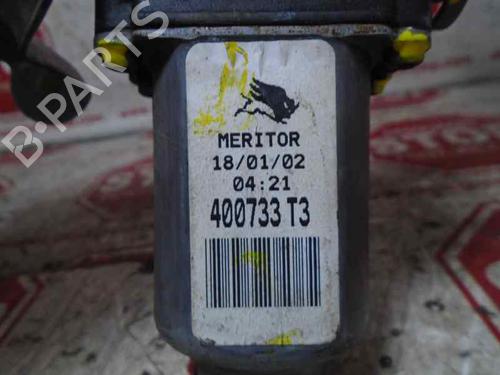 B-PARTS
MERITOR
18/01/02
04:21
400733 T3